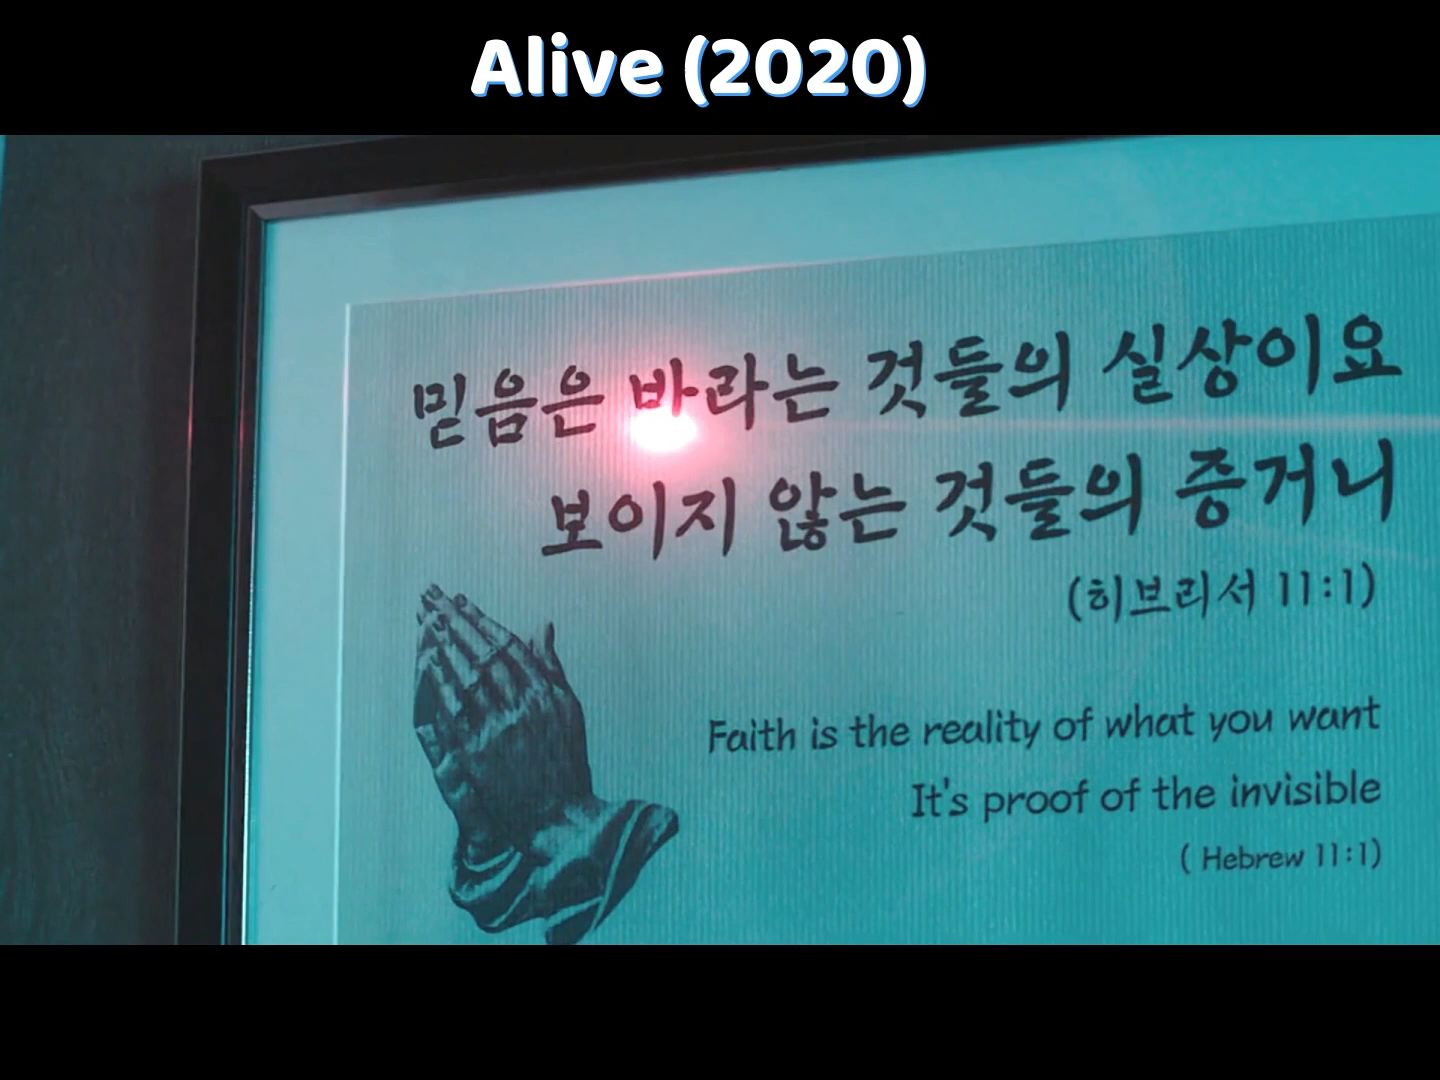 Alive (2020)
믿음은 바라는 것들의 실상이요
보이지 않는 것들의 증거니
(히브리서 11:1)
Faith is the reality of what you want
It's proof of the invisible
( Hebrew 11:1)